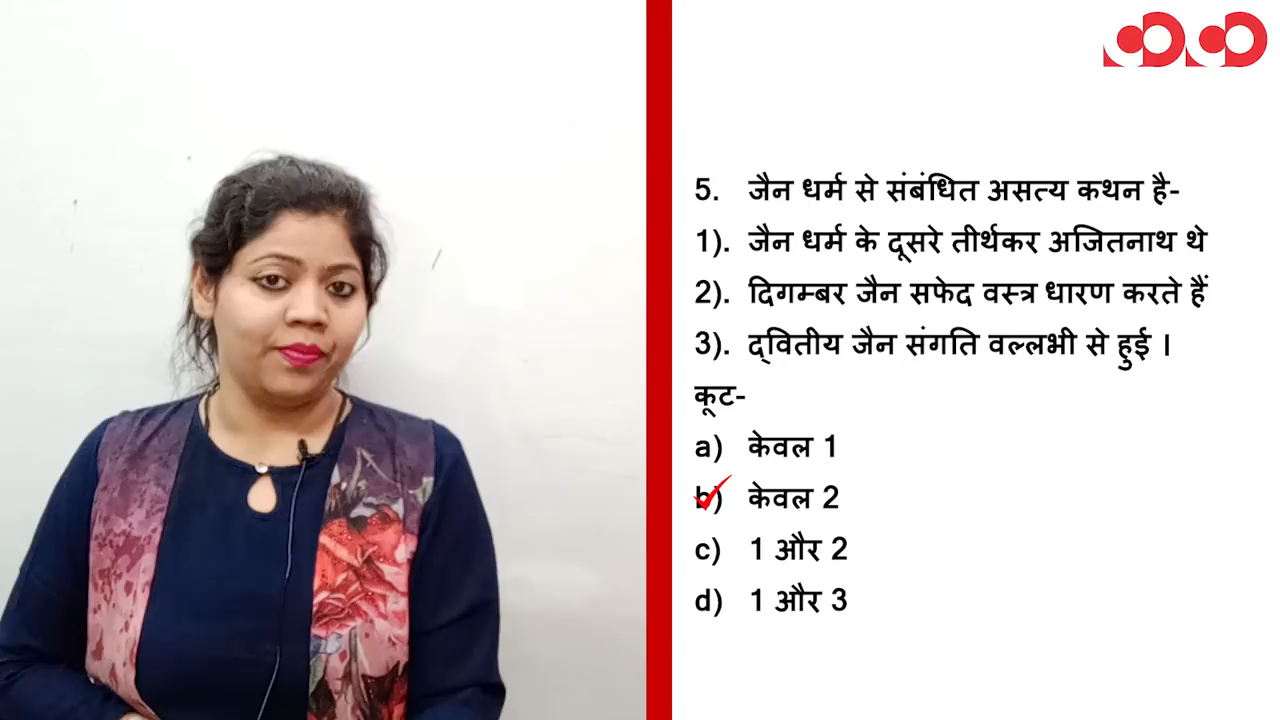 5. जैन धर्म से संबंधित असत्य कथन है-
1). जैन धर्म के दूसरे तीर्थकर अजितनाथ थे
2). दिगम्बर जैन सफेद वस्त्र धारण करते हैं
3). द्वितीय जैन संगति वल्लभी से हुई ।
कूट-
a) केवल 1
b) केवल 2
c) 1 और 2
d) 1 और 3